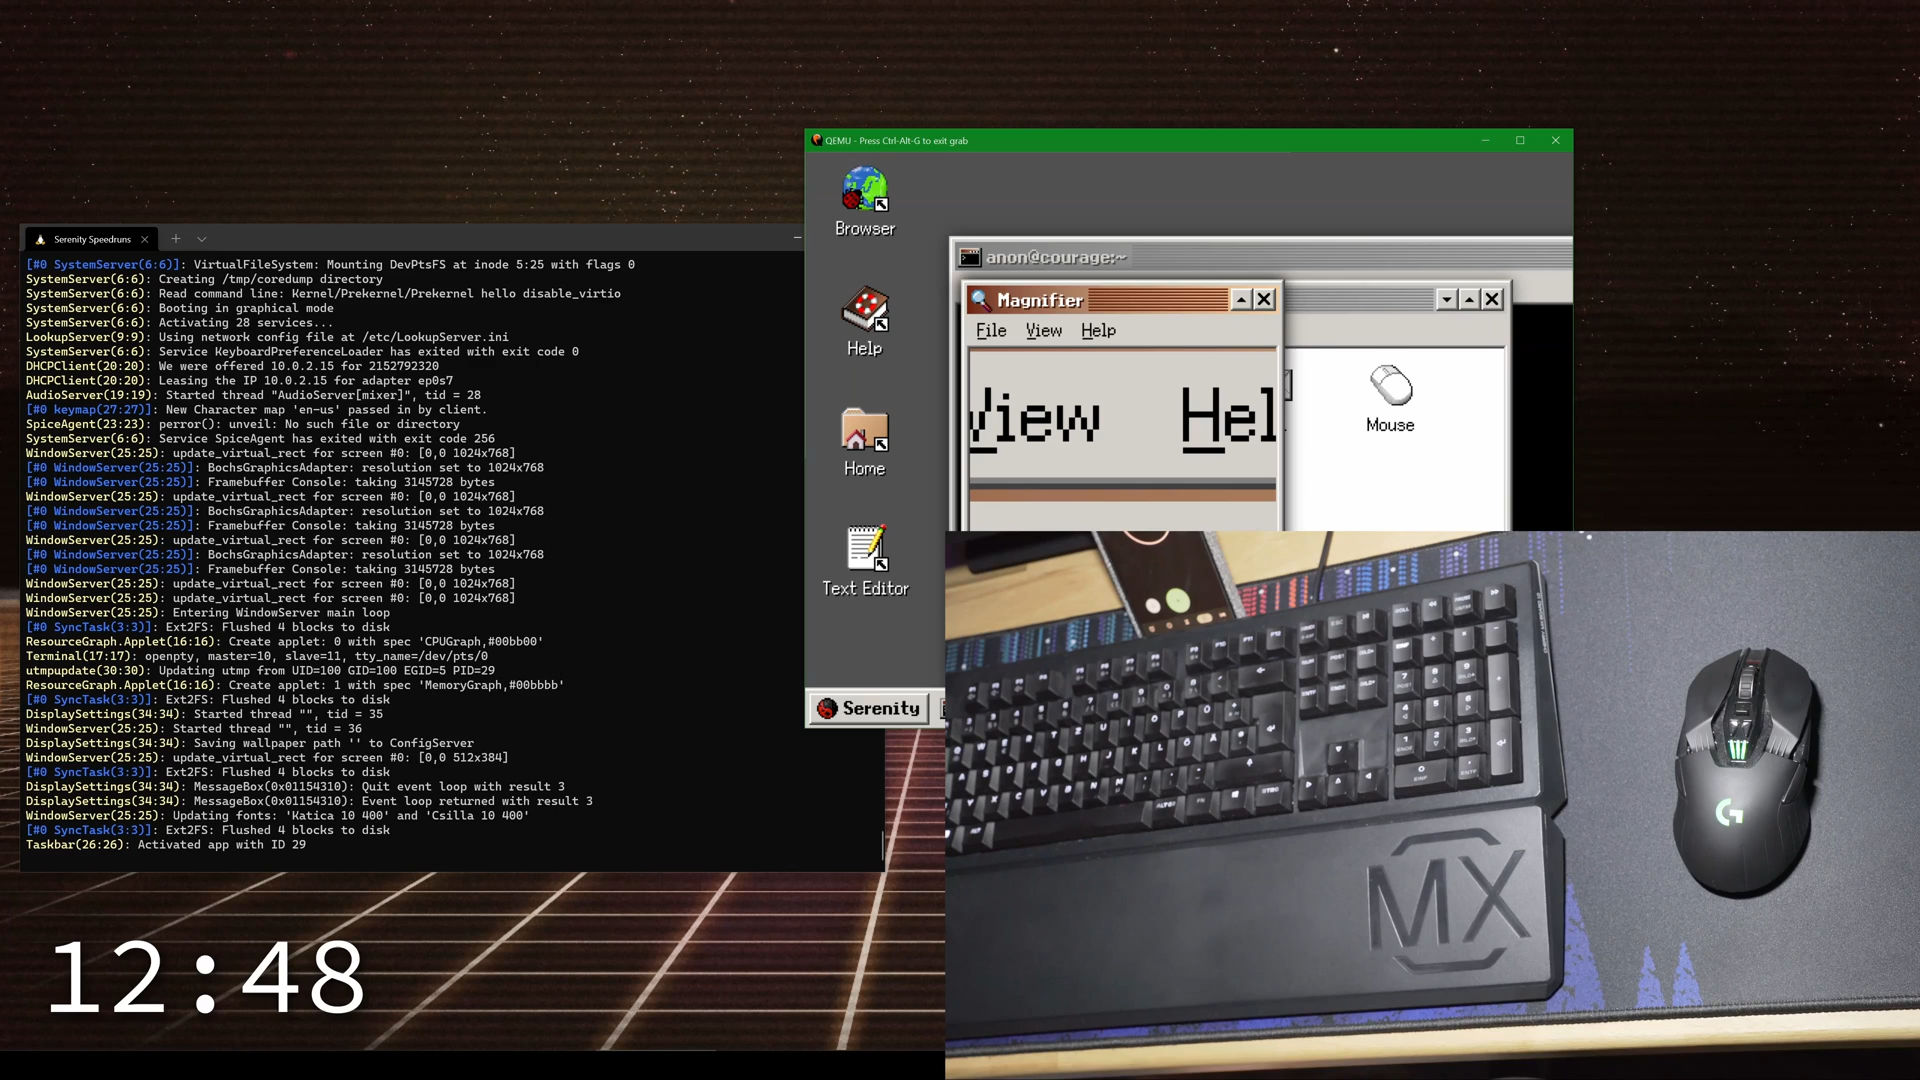 QEMU - Press Ctrl-Alt-G to exit grab
Browser
Help
Home
Text Editor
Serenity
anon@courage:~
Magnifier
File View Help
View Hel
Mouse
Serenity Speedruns
[#0 SystemServer(6:6)]: VirtualFileSystem: Mounting DevPtsFS at inode 5:25 with flags 0
SystemServer(6:6): Creating /tmp/coredump directory
SystemServer(6:6): Read command line: Kernel/Prekernel/Prekernel hello disable_virtio
SystemServer(6:6): Booting in graphical mode
SystemServer(6:6): Activating 28 services...
LookupServer(9:9): Using network config file at /etc/LookupServer.ini
SystemServer(6:6): Service KeyboardPreferenceLoader has exited with exit code 0
DHCPClient(20:20): We were offered 10.0.2.15 for 2152792320
DHCPClient(20:20): Leasing the IP 10.0.2.15 for adapter ep0s7
AudioServer(19:19): Started thread "AudioServer[mixer]", tid = 28
[#0 keymap(27:27)]: New Character map 'en-us' passed in by client.
SpiceAgent(23:23): perror(): unveil: No such file or directory
SystemServer(6:6): Service SpiceAgent has exited with exit code 256
WindowServer(25:25): update_virtual_rect for screen #0: [0,0 1024x768]
[#0 WindowServer(25:25)]: BochsGraphicsAdapter: resolution set to 1024x768
[#0 WindowServer(25:25)]: Framebuffer Console: taking 3145728 bytes
WindowServer(25:25): update_virtual_rect for screen #0: [0,0 1024x768]
[#0 WindowServer(25:25)]: BochsGraphicsAdapter: resolution set to 1024x768
[#0 WindowServer(25:25)]: Framebuffer Console: taking 3145728 bytes
WindowServer(25:25): update_virtual_rect for screen #0: [0,0 1024x768]
[#0 WindowServer(25:25)]: BochsGraphicsAdapter: resolution set to 1024x768
[#0 WindowServer(25:25)]: Framebuffer Console: taking 3145728 bytes
WindowServer(25:25): update_virtual_rect for screen #0: [0,0 1024x768]
WindowServer(25:25): update_virtual_rect for screen #0: [0,0 1024x768]
WindowServer(25:25): Entering WindowServer main loop
[#0 SyncTask(3:3)]: Ext2FS: Flushed 4 blocks to disk
ResourceGraph.Applet(16:16): Create applet: 0 with spec 'CPUGraph,#00bb00'
Terminal(17:17): openpty, master=10, slave=11, tty_name=/dev/pts/0
utmpupdate(30:30): Updating utmp from UID=100 GID=100 EGID=5 PID=29
ResourceGraph.Applet(16:16): Create applet: 1 with spec 'MemoryGraph,#00bbbb'
[#0 SyncTask(3:3)]: Ext2FS: Flushed 4 blocks to disk
DisplaySettings(34:34): Started thread "", tid = 35
WindowServer(25:25): Started thread "", tid = 36
DisplaySettings(34:34): Saving wallpaper path '' to ConfigServer
WindowServer(25:25): update_virtual_rect for screen #0: [0,0 512x384]
[#0 SyncTask(3:3)]: Ext2FS: Flushed 4 blocks to disk
DisplaySettings(34:34): MessageBox(0x01154310): Quit event loop with result 3
DisplaySettings(34:34): MessageBox(0x01154310): Event loop returned with result 3
WindowServer(25:25): Updating fonts: 'Katica 10 400' and 'Csilla 10 400'
[#0 SyncTask(3:3)]: Ext2FS: Flushed 4 blocks to disk
Taskbar(26:26): Activated app with ID 29
12:48
MX